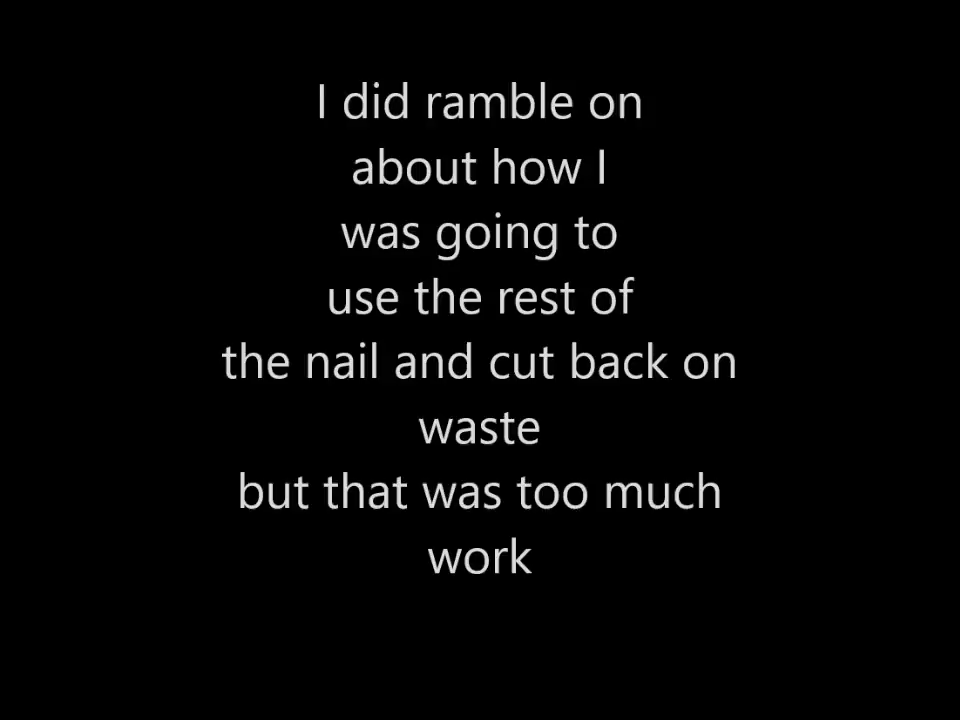 I did ramble on
about how I
was going to
use the rest of
the nail and cut back on
waste
but that was too much
work